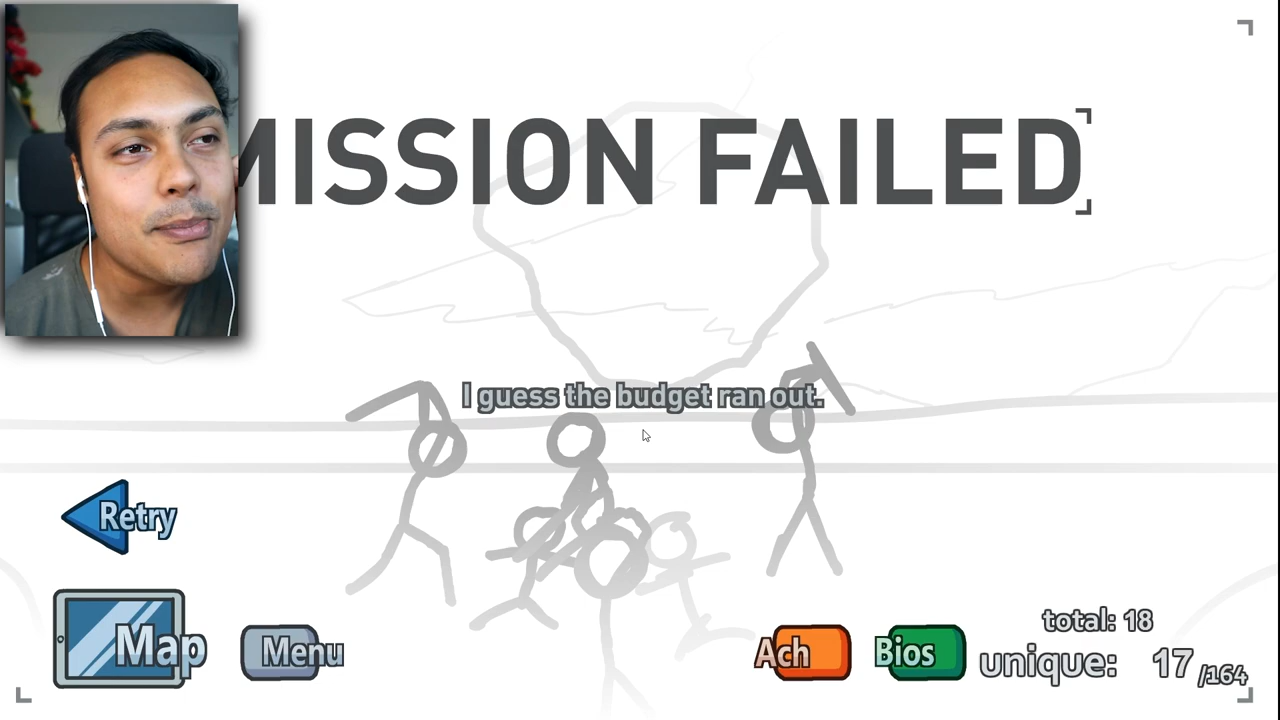 MISSION FAILED
I guess the budget ran out.
Retry
Map
Menu
Ach
Bios
total: 18
unique: 17 /164